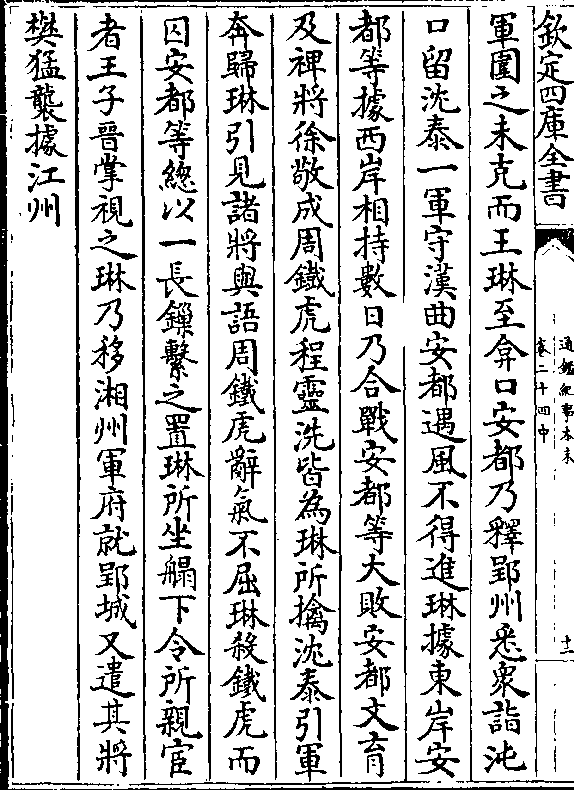 欽定四庫全書
通鑑紀事本末
卷二十四中
十二
軍圍之未克而王琳至弇口安都乃釋郢州悉衆詣沌
口留沈泰一軍守漢曲安都遇風不得進琳據東岸安
都等據西岸相持數日乃合戰安都等大敗安都文育
及裨將徐敬成周鐵虎程靈洗皆為琳所擒沈泰引軍
奔歸琳引見諸將與語周鐵虎辭氣不屈琳殺鐵虎而
囚安都等總以一長鏁繫之置琳所坐𦪙下令所親宦
者王子晉掌視之琳乃移湘州軍府就郢城又遣其將
樊猛襲據江州